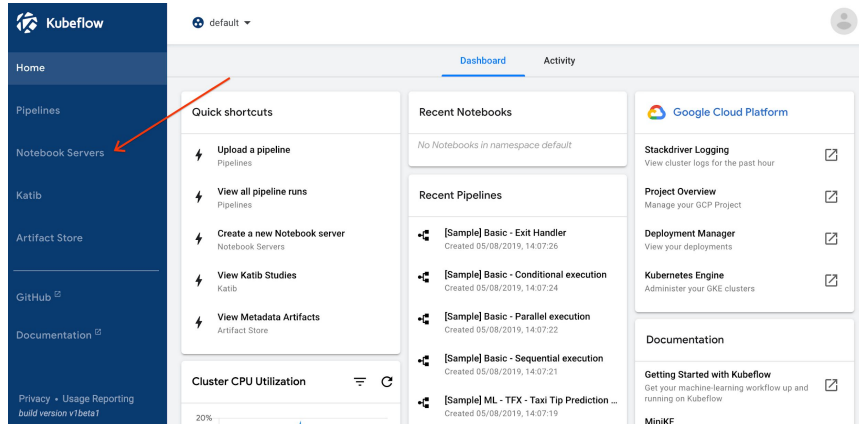 Kubeflow
default
Home
Pipelines
Notebook Servers
Katib
Artifact Store
GitHub
Documentation
Privacy • Usage Reporting
build version v1beta1
Dashboard
Activity
Quick shortcuts
Upload a pipeline
Pipelines
View all pipeline runs
Pipelines
Create a new Notebook server
Notebook Servers
View Katib Studies
Katib
View Metadata Artifacts
Artifact Store
Cluster CPU Utilization
20%
Recent Notebooks
No Notebooks in namespace default
Recent Pipelines
[Sample] Basic - Exit Handler
Created 05/08/2019, 14:07:26
[Sample] Basic - Conditional execution
Created 05/08/2019, 14:07:24
[Sample] Basic - Parallel execution
Created 05/08/2019, 14:07:22
[Sample] Basic - Sequential execution
Created 05/08/2019, 14:07:21
[Sample] ML - TFX - Taxi Tip Prediction ...
Created 05/08/2019, 14:07:19
Google Cloud Platform
Stackdriver Logging
View cluster logs for the past hour
Project Overview
Manage your GCP Project
Deployment Manager
View your deployments
Kubernetes Engine
Administer your GKE clusters
Documentation
Getting Started with Kubeflow
Get your machine-learning workflow up and
running on Kubeflow
MiniKF